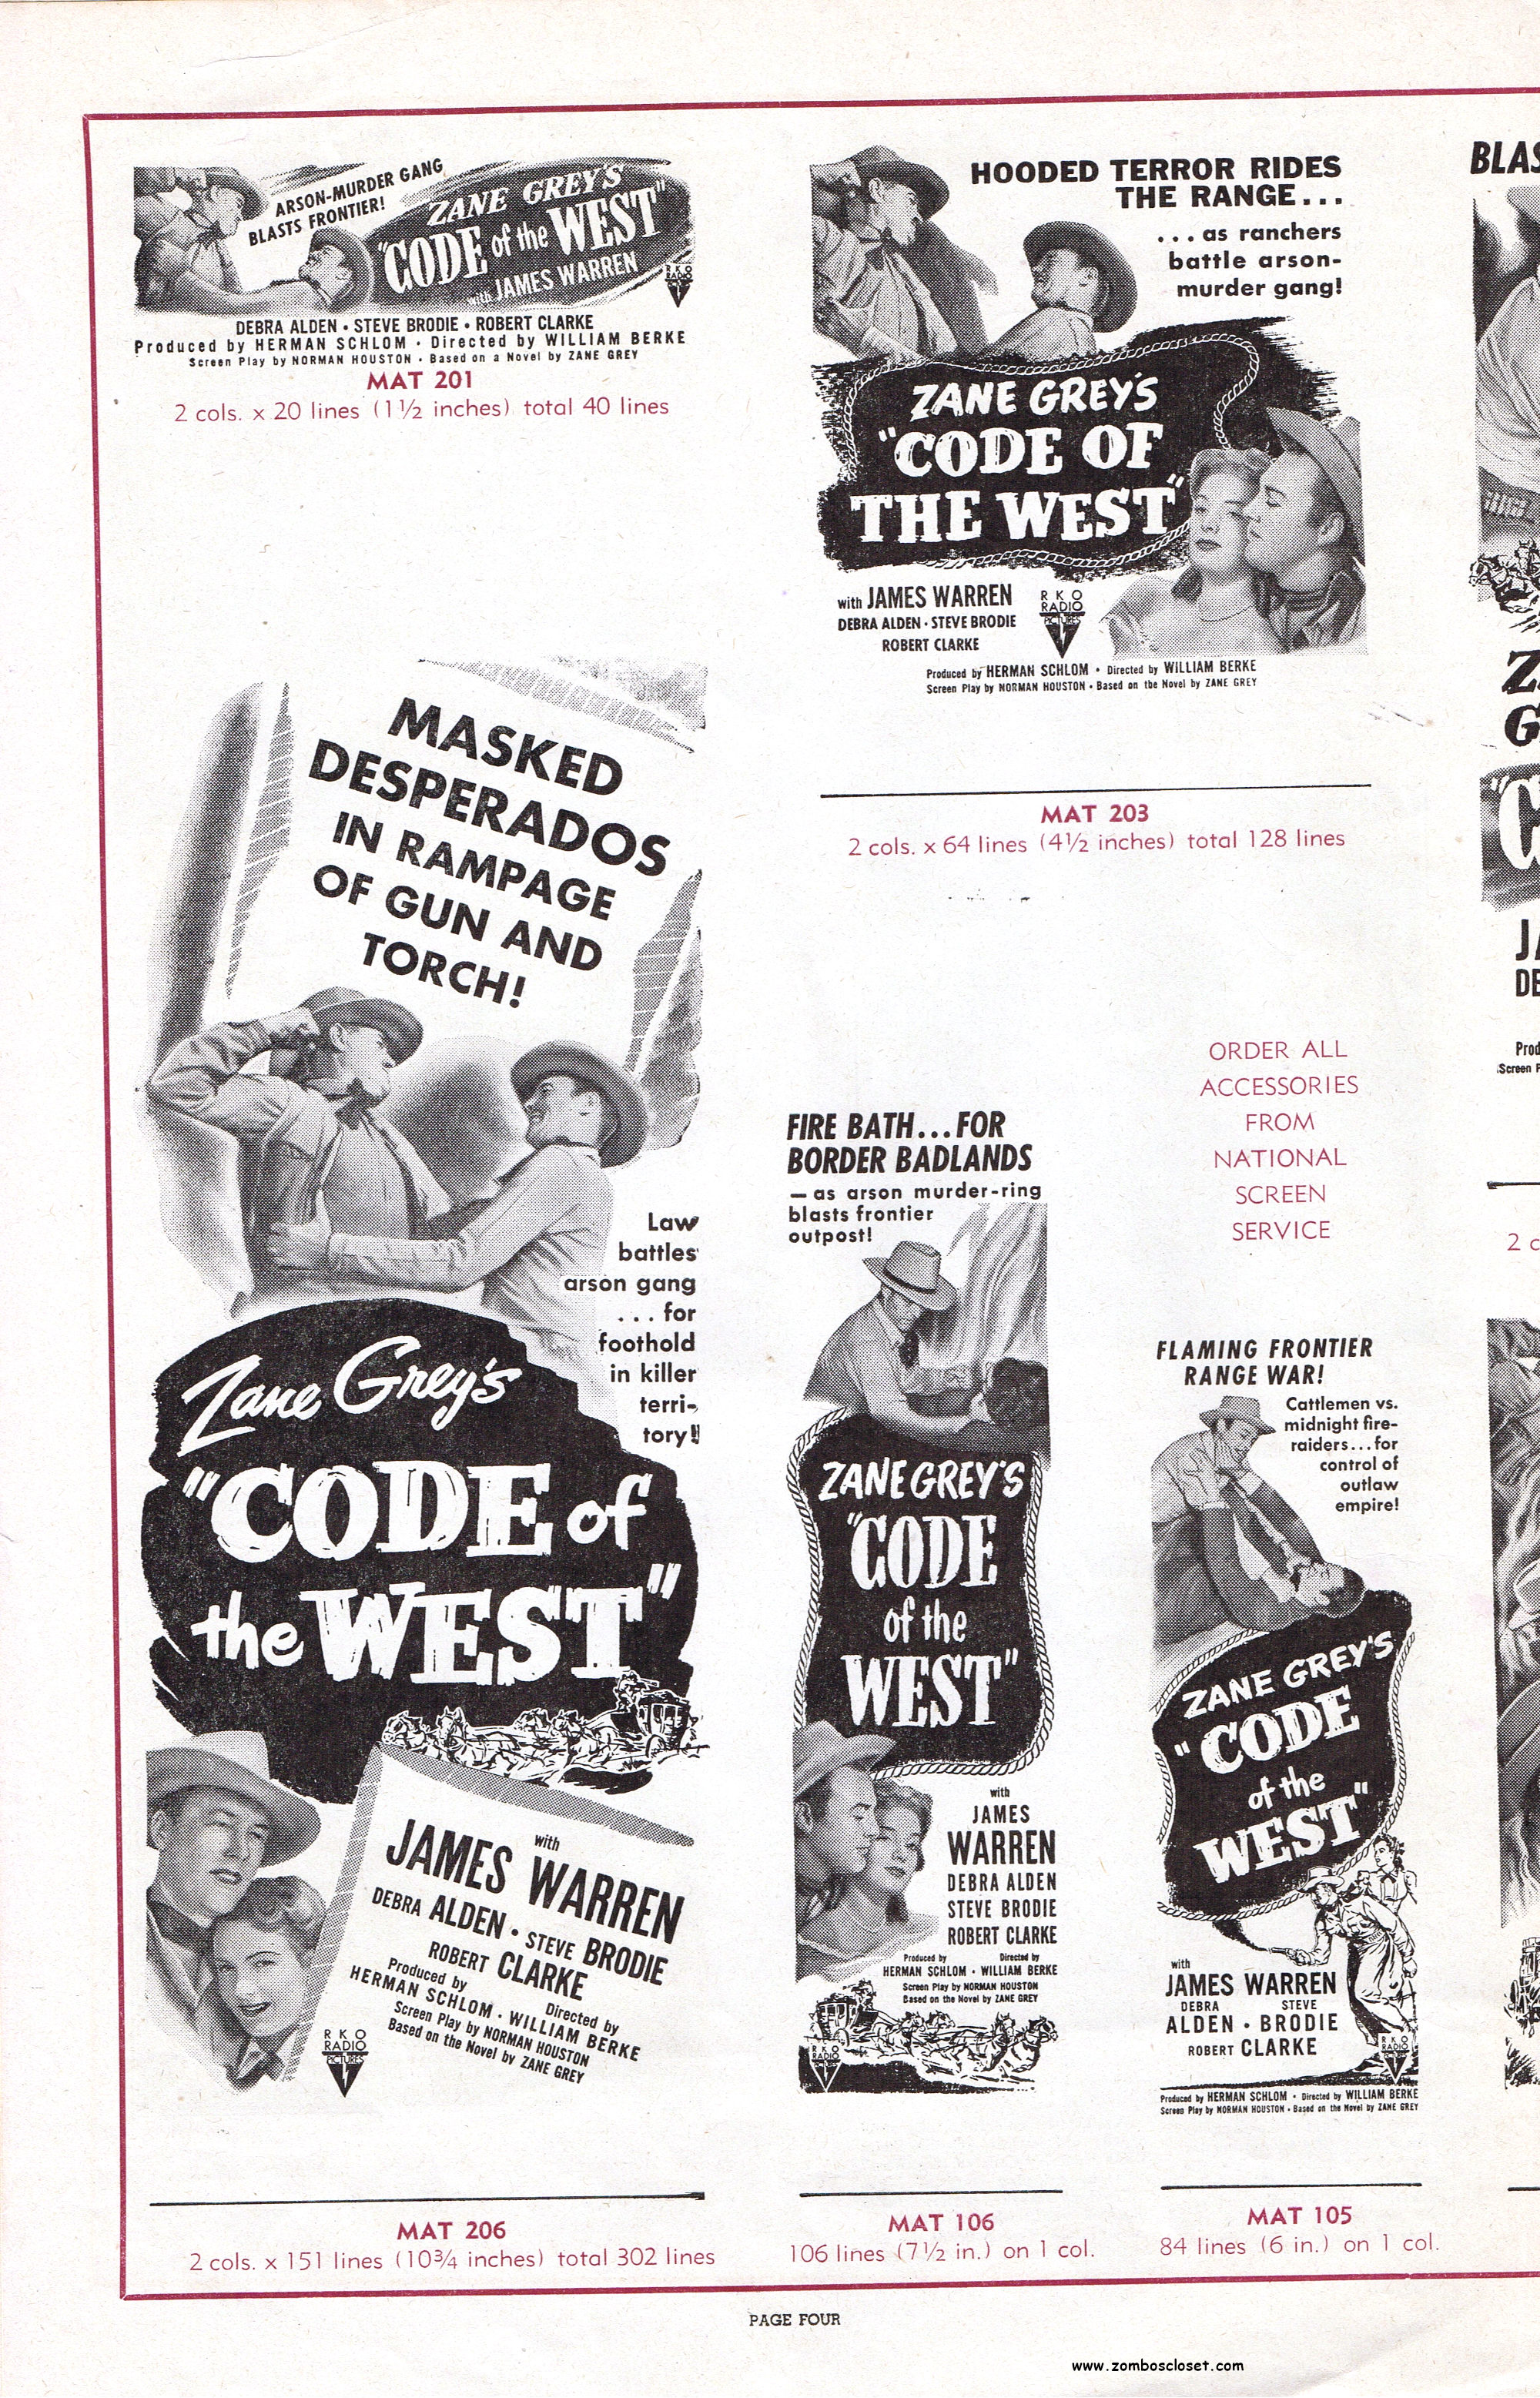 ARSON-MURDER GANG
BLASTS FRONTIER!
ZANE GREY'S
"CODE of the WEST"
with JAMES WARREN
RKO
RADIO
DEBRA ALDEN • STEVE BRODIE • ROBERT CLARKE
Produced by HERMAN SCHLOM • Directed by WILLIAM BERKE
Screen Play by NORMAN HOUSTON • Based on a Novel by ZANE GREY
MAT 201
2 cols. x 20 lines (1½ inches) total 40 lines
HOODED TERROR RIDES
THE RANGE...
...as ranchers
battle arson-
murder gang!
ZANE GREY'S
"CODE OF
THE WEST"
with JAMES WARREN
DEBRA ALDEN • STEVE BRODIE
ROBERT CLARKE
RKO
RADIO
PICTURES
Produced by HERMAN SCHLOM • Directed by WILLIAM BERKE
Screen Play by NORMAN HOUSTON • Based on the Novel by ZANE GREY
MAT 203
2 cols. x 64 lines (4½ inches) total 128 lines
MASKED
DESPERADOS
IN RAMPAGE
OF GUN AND
TORCH!
Law
battles
arson gang
...for
foothold
in killer
terri-
tory!
Zane Grey's
"CODE of
the WEST"
with
JAMES WARREN
DEBRA ALDEN • STEVE BRODIE
ROBERT CLARKE
Produced by Directed by
HERMAN SCHLOM • WILLIAM BERKE
Screen Play by NORMAN HOUSTON
Based on the Novel by ZANE GREY
RKO
RADIO
PICTURES
MAT 206
2 cols. x 151 lines (10¾ inches) total 302 lines
FIRE BATH...FOR
BORDER BADLANDS
— as arson murder-ring
blasts frontier
outpost!
ZANE GREY'S
"CODE
of the
WEST"
with
JAMES
WARREN
DEBRA ALDEN
STEVE BRODIE
ROBERT CLARKE
Produced by Directed by
HERMAN SCHLOM • WILLIAM BERKE
Screen Play by NORMAN HOUSTON
Based on the Novel by ZANE GREY
RKO
RADIO
PICTURES
MAT 106
106 lines (7½ in.) on 1 col.
ORDER ALL
ACCESSORIES
FROM
NATIONAL
SCREEN
SERVICE
FLAMING FRONTIER
RANGE WAR!
Cattlemen vs.
midnight fire-
raiders...for
control of
outlaw
empire!
ZANE GREY'S
"CODE
of the
WEST"
with
JAMES WARREN
DEBRA STEVE
ALDEN • BRODIE
ROBERT CLARKE
RKO
RADIO
Produced by HERMAN SCHLOM • Directed by WILLIAM BERKE
Screen Play by NORMAN HOUSTON • Based on the Novel by ZANE GREY
MAT 105
84 lines (6 in.) on 1 col.
BLAS
Z
G
"C
DE
Prod
Screen P
2 c
PAGE FOUR
www.zomboscloset.com